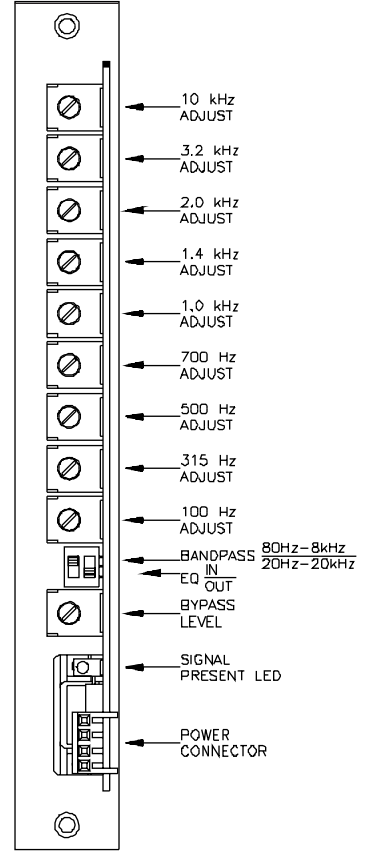 10 kHz
ADJUST
3.2 kHz
ADJUST
2.0 kHz
ADJUST
1.4 kHz
ADJUST
1.0 kHz
ADJUST
700 Hz
ADJUST
500 Hz
ADJUST
315 Hz
ADJUST
100 Hz
ADJUST
BANDPASS 80Hz-8kHz
20Hz-20kHz
EQ IN
OUT
BYPASS
LEVEL
SIGNAL
PRESENT LED
POWER
CONNECTOR